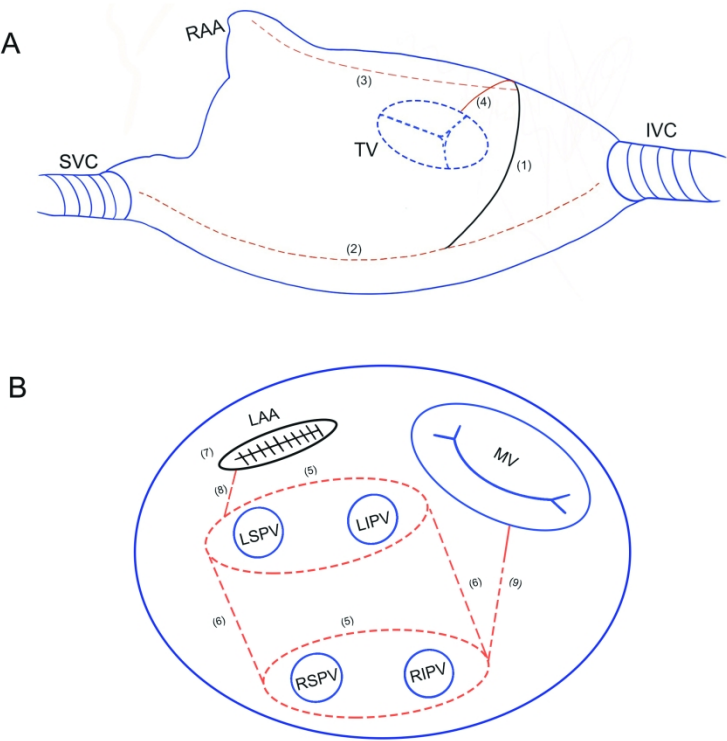 A
RAA
(3)
(4)
IVC
TV
(1)
SVC
(2)
B
LAA
MV
(7)
(5)
(8)
LSPV
LIPV
(6)
(9)
(6)
(5)
RSPV
RIPV